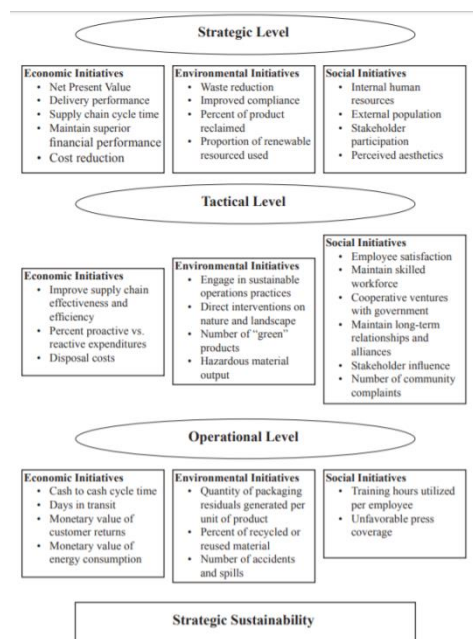 Strategic Level
Economic Initiatives
• Net Present Value
• Delivery performance
• Supply chain cycle time
• Maintain superior
financial performance
• Cost reduction
Environmental Initiatives
• Waste reduction
• Improved compliance
• Percent of product
reclaimed
• Proportion of renewable
resourced used
Social Initiatives
• Internal human
resources
• External population
• Stakeholder
participation
• Perceived aesthetics
Tactical Level
Economic Initiatives
• Improve supply chain
effectiveness and
efficiency
• Percent proactive vs.
reactive expenditures
• Disposal costs
Environmental Initiatives
• Engage in sustainable
operations practices
• Direct interventions on
nature and landscape
• Number of “green”
products
• Hazardous material
output
Social Initiatives
• Employee satisfaction
• Maintain skilled
workforce
• Cooperative ventures
with government
• Maintain long-term
relationships and
alliances
• Stakeholder influence
• Number of community
complaints
Operational Level
Economic Initiatives
• Cash to cash cycle time
• Days in transit
• Monetary value of
customer returns
• Monetary value of
energy consumption
Environmental Initiatives
• Quantity of packaging
residuals generated per
unit of product
• Percent of recycled or
reused material
• Number of accidents
and spills
Social Initiatives
• Training hours utilized
per employee
• Unfavorable press
coverage
Strategic Sustainability